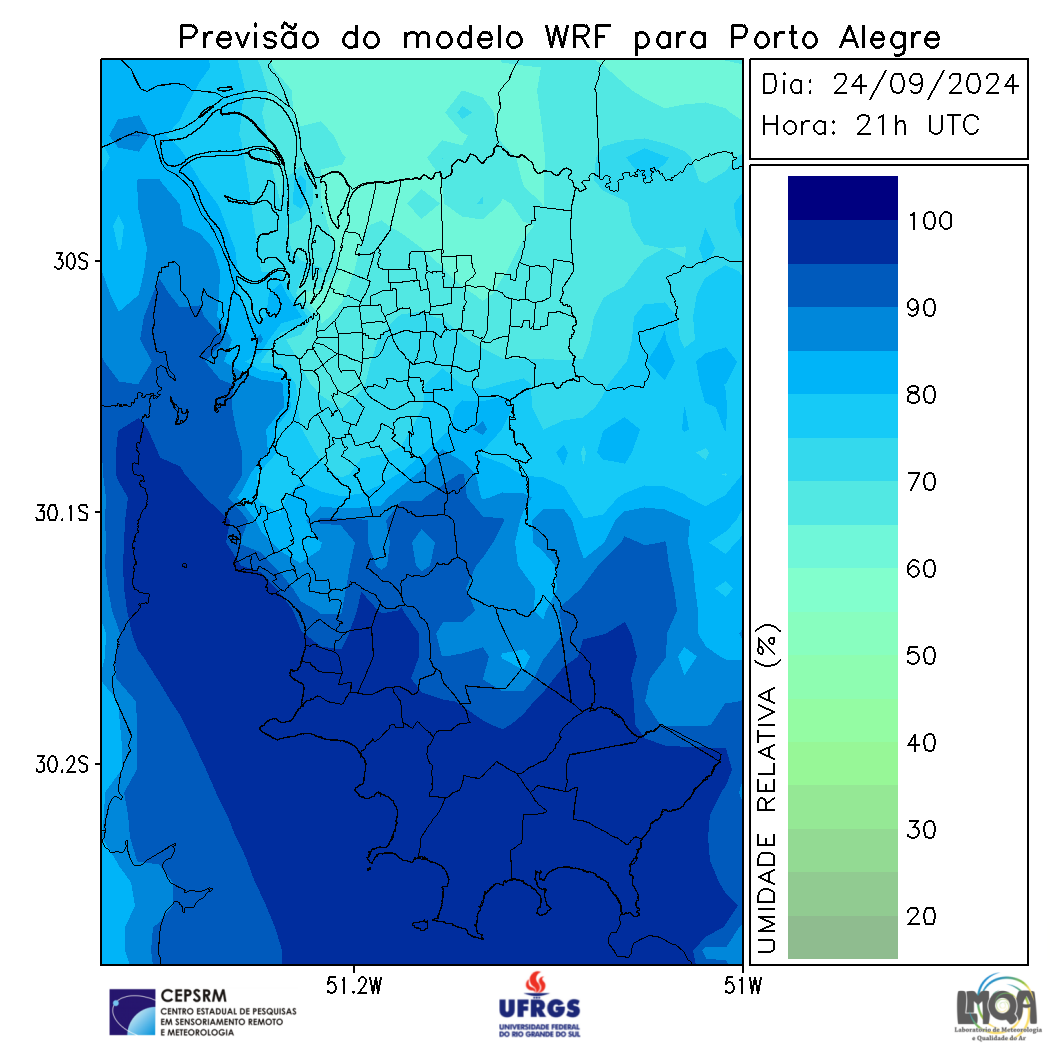 Previsão do modelo WRF para Porto Alegre
Dia: 24/09/2024
Hora: 21h UTC
30S
30.1S
30.2S
51.2W
51W
100
90
80
70
60
50
40
30
20
UMIDADE RELATIVA (%)
CEPSRM
CENTRO ESTADUAL DE PESQUISAS
EM SENSORIAMENTO REMOTO
E METEOROLOGIA
UFRGS
UNIVERSIDADE FEDERAL
DO RIO GRANDE DO SUL
LMQA
Laboratório de Meteorologia
e Qualidade do Ar